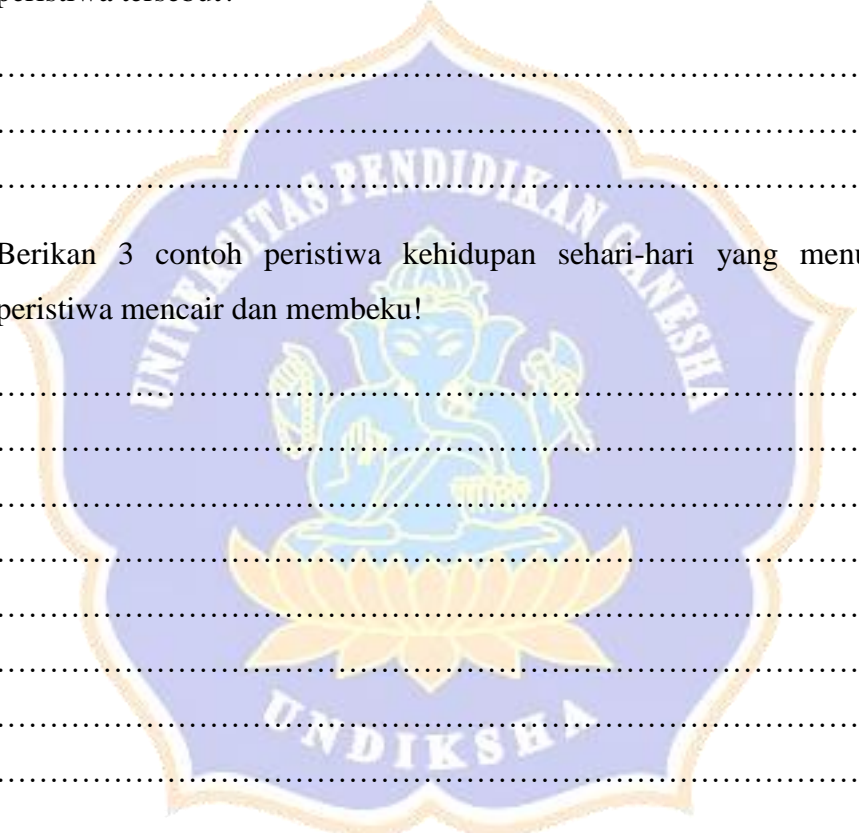 peristiwa tersebut?
……………………………………………………………………………
……………………………………………………………………………
……………………………………………………………………………
UNIVERSITAS PENDIDIKAN GANESHA
Berikan 3 contoh peristiwa kehidupan sehari-hari yang menu
peristiwa mencair dan membeku!
……………………………………………………………………………
……………………………………………………………………………
……………………………………………………………………………
……………………………………………………………………………
……………………………………………………………………………
……………………………………………………………………………
……………………………………………………………………………
UNDIKSHA
……………………………………………………………………………